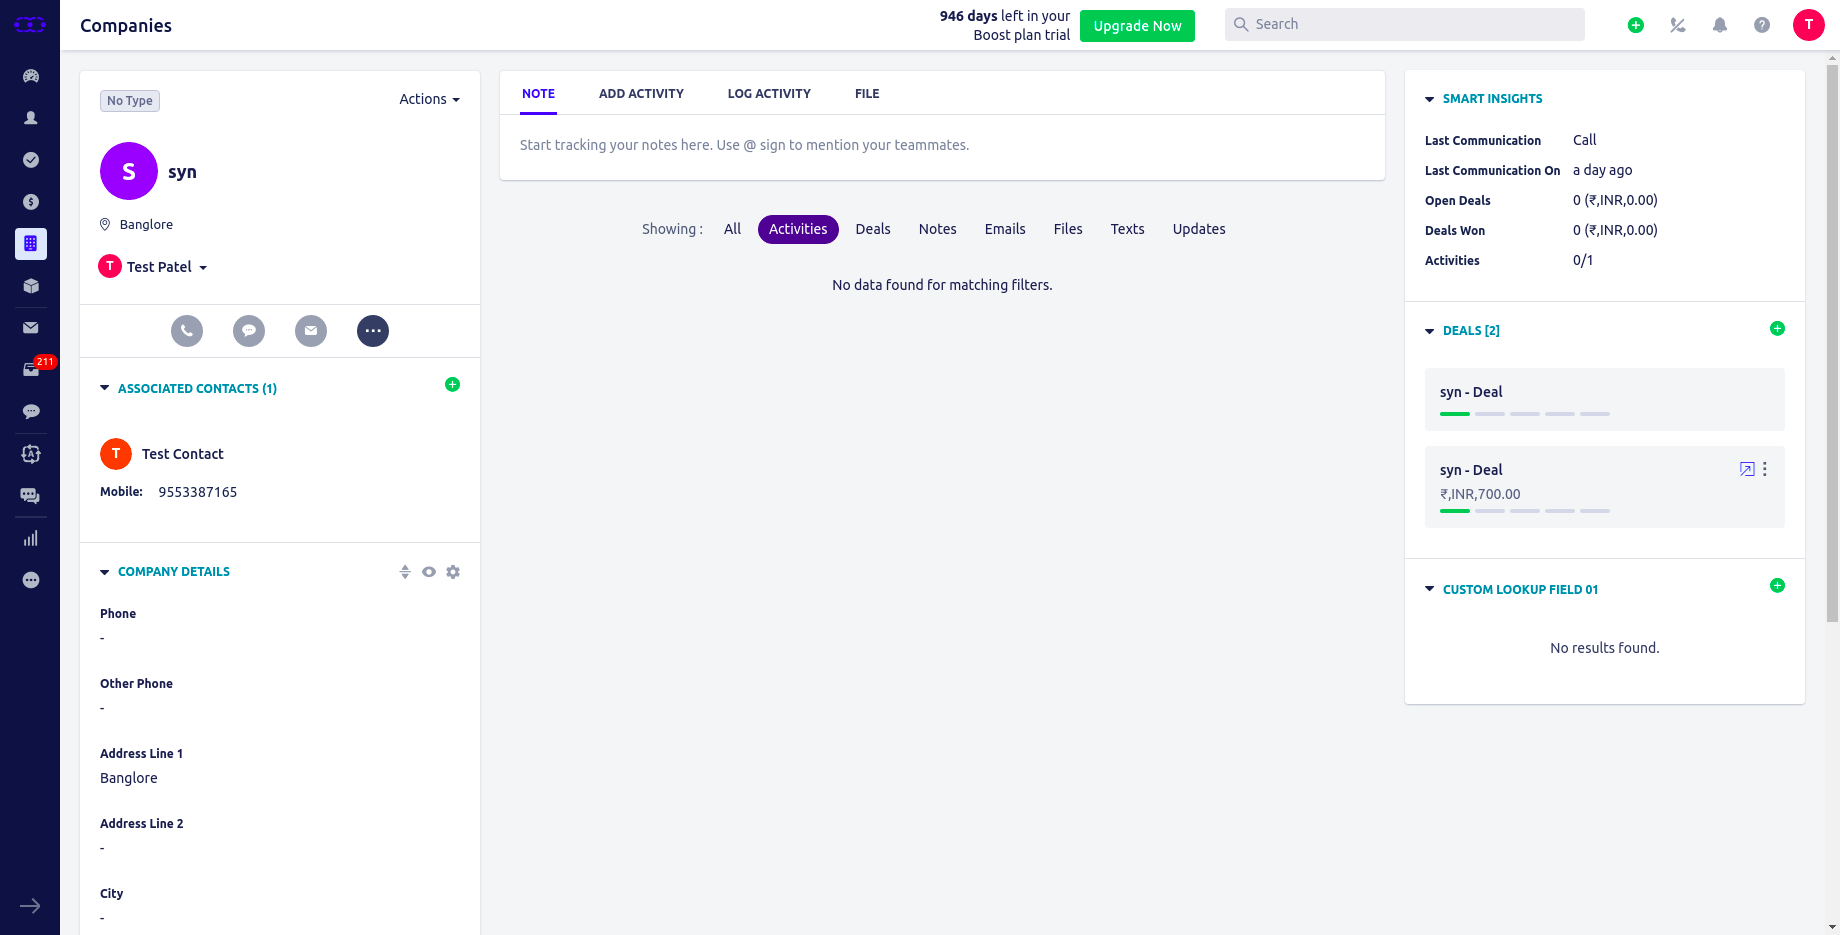 Companies
946 days left in your
Boost plan trial
Upgrade Now
Search
T
211
No Type
Actions
S
syn
Banglore
T
Test Patel
ASSOCIATED CONTACTS (1)
T
Test Contact
Mobile: 9553387165
COMPANY DETAILS
Phone
-
Other Phone
-
Address Line 1
Banglore
Address Line 2
-
City
-
NOTE
ADD ACTIVITY
LOG ACTIVITY
FILE
Start tracking your notes here. Use @ sign to mention your teammates.
Showing : All Activities Deals Notes Emails Files Texts Updates
No data found for matching filters.
SMART INSIGHTS
Last Communication Call
Last Communication On a day ago
Open Deals 0 (₹,INR,0.00)
Deals Won 0 (₹,INR,0.00)
Activities 0/1
DEALS [2]
syn - Deal
syn - Deal
₹,INR,700.00
CUSTOM LOOKUP FIELD 01
No results found.